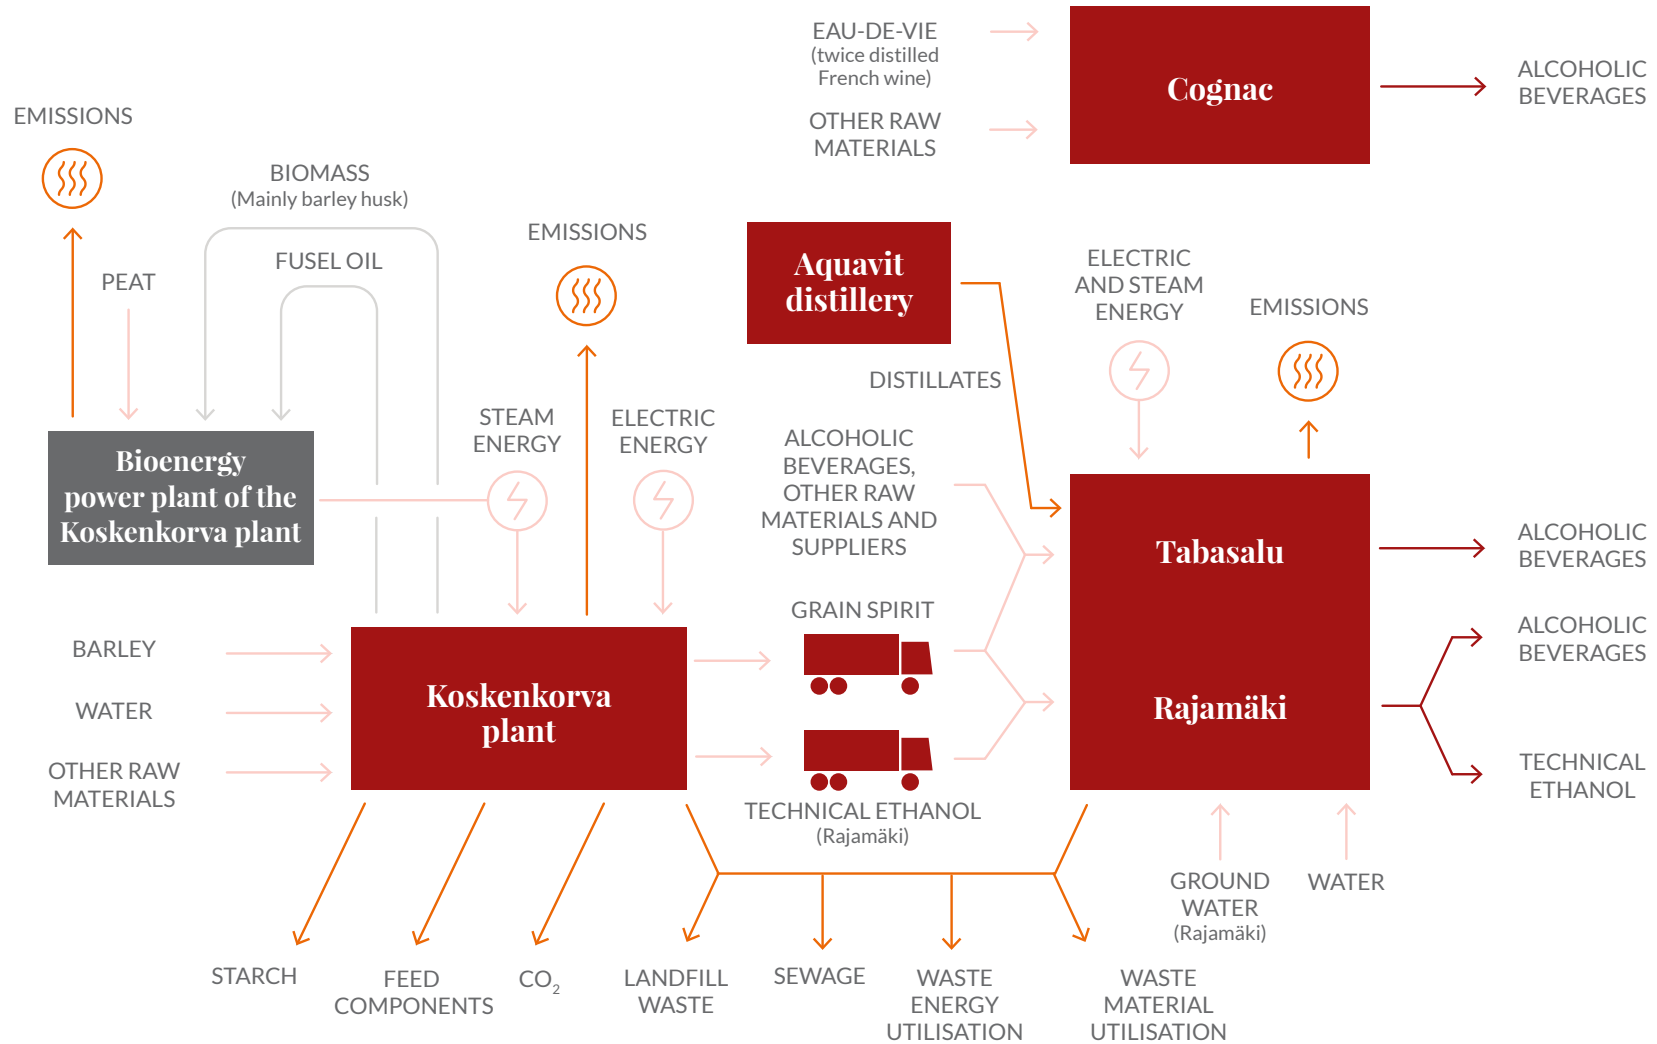 EAU-DE-VIE
(twice distilled
French wine)
OTHER RAW
MATERIALS
Cognac
ALCOHOLIC
BEVERAGES
EMISSIONS
BIOMASS
(Mainly barley husk)
FUSEL OIL
PEAT
EMISSIONS
Aquavit
distillery
DISTILLATES
ELECTRIC
AND STEAM
ENERGY
EMISSIONS
Bioenergy
power plant of the
Koskenkorva plant
STEAM
ENERGY
ELECTRIC
ENERGY
ALCOHOLIC
BEVERAGES,
OTHER RAW
MATERIALS AND
SUPPLIERS
Tabasalu
ALCOHOLIC
BEVERAGES
BARLEY
WATER
OTHER RAW
MATERIALS
Koskenkorva
plant
GRAIN SPIRIT
TECHNICAL ETHANOL
(Rajamäki)
Rajamäki
ALCOHOLIC
BEVERAGES
TECHNICAL
ETHANOL
GROUND
WATER
(Rajamäki)
WATER
STARCH
FEED
COMPONENTS
CO₂
LANDFILL
WASTE
SEWAGE
WASTE
ENERGY
UTILISATION
WASTE
MATERIAL
UTILISATION